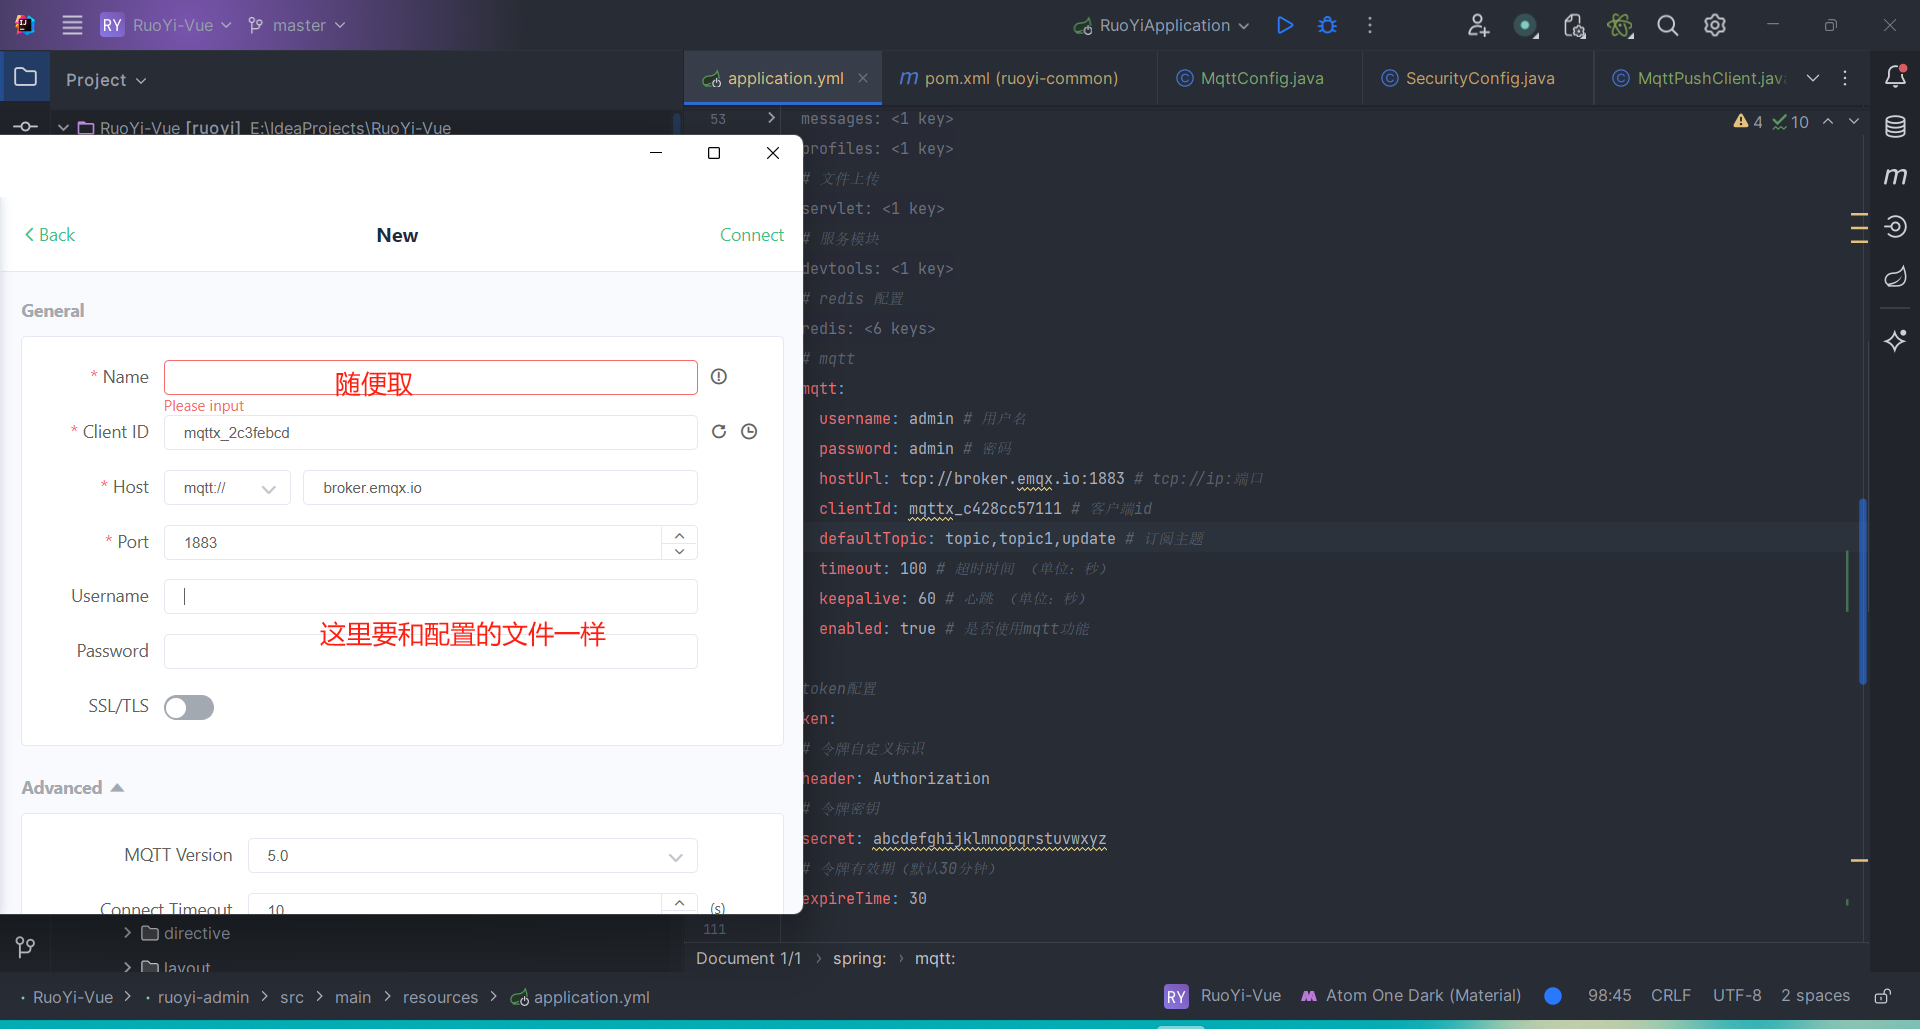 RY RuoYi-Vue master RuoYiApplication
Project
application.yml pom.xml (ruoyi-common) MqttConfig.java SecurityConfig.java MqttPushClient.java
RuoYi-Vue [ruoyi] E:\IdeaProjects\RuoYi-Vue
Back New Connect
General
* Name 随便取
Please input
* Client ID mqttx_2c3febcd
* Host mqtt:// broker.emqx.io
* Port 1883
Username
这里要和配置的文件一样
Password
SSL/TLS
Advanced
MQTT Version 5.0
Connect Timeout 10 (s)
directive
layout
4 10
53 messages: <1 key>
profiles: <1 key>
# 文件上传
servlet: <1 key>
# 服务模块
devtools: <1 key>
# redis 配置
redis: <6 keys>
# mqtt
mqtt:
username: admin # 用户名
password: admin # 密码
hostUrl: tcp://broker.emqx.io:1883 # tcp://ip:端口
clientId: mqttx_c428cc57111 # 客户端id
defaultTopic: topic,topic1,update # 订阅主题
timeout: 100 # 超时时间 （单位：秒）
keepalive: 60 # 心跳 （单位：秒）
enabled: true # 是否使用mqtt功能
token配置
ken:
# 令牌自定义标识
header: Authorization
# 令牌密钥
secret: abcdefghijklmnopqrstuvwxyz
# 令牌有效期（默认30分钟）
expireTime: 30
111
Document 1/1 › spring: › mqtt:
RuoYi-Vue > ruoyi-admin > src > main > resources > application.yml
RY RuoYi-Vue Atom One Dark (Material) 98:45 CRLF UTF-8 2 spaces